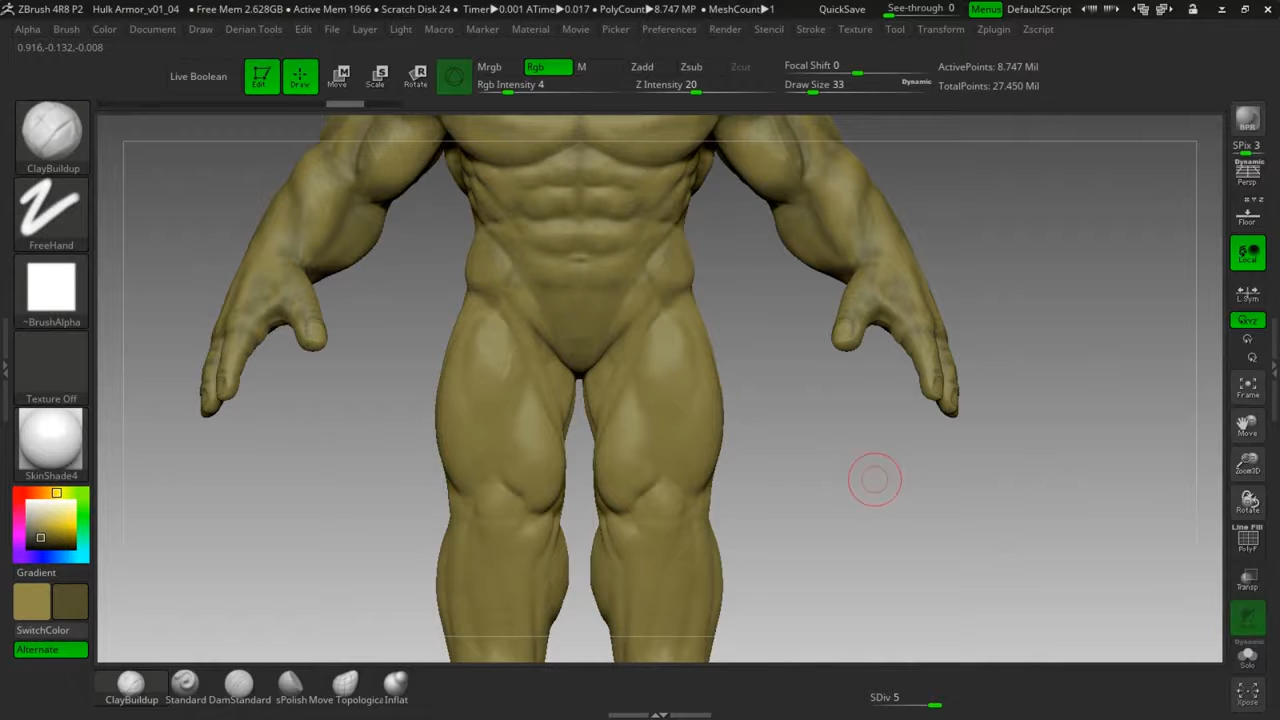 ZBrush 4R8 P2 Hulk Armor_v01_04 • Free Mem 2.628GB • Active Mem 1966 • Scratch Disk 24 • Timer▶0.001 ATime▶0.017 • PolyCount▶8.747 MP • MeshCount▶1 QuickSave See-through 0 Menus DefaultZScript
Alpha Brush Color Document Draw Derian Tools Edit File Layer Light Macro Marker Material Movie Picker Preferences Render Stencil Stroke Texture Tool Transform Zplugin Zscript
0.916,-0.132,-0.008
Live Boolean
Edit
Draw
Move
Scale
Rotate
Mrgb Rgb M Zadd Zsub Zcut
Rgb Intensity 4 Z Intensity 20
Focal Shift 0
Draw Size 33 Dynamic
ActivePoints: 8.747 Mil
TotalPoints: 27.450 Mil
ClayBuildup
FreeHand
~BrushAlpha
Texture Off
SkinShade4
Gradient
SwitchColor
Alternate
BPR
SPix 3
Dynamic
Persp
X Y Z
Floor
Local
L.Sym
XYZ
Frame
Move
Zoom3D
Rotate
Line Fill
PolyF
Transp
Dynamic
Solo
Xpose
ClayBuildup Standard DamStandard sPolish Move Topologica Inflat
SDiv 5